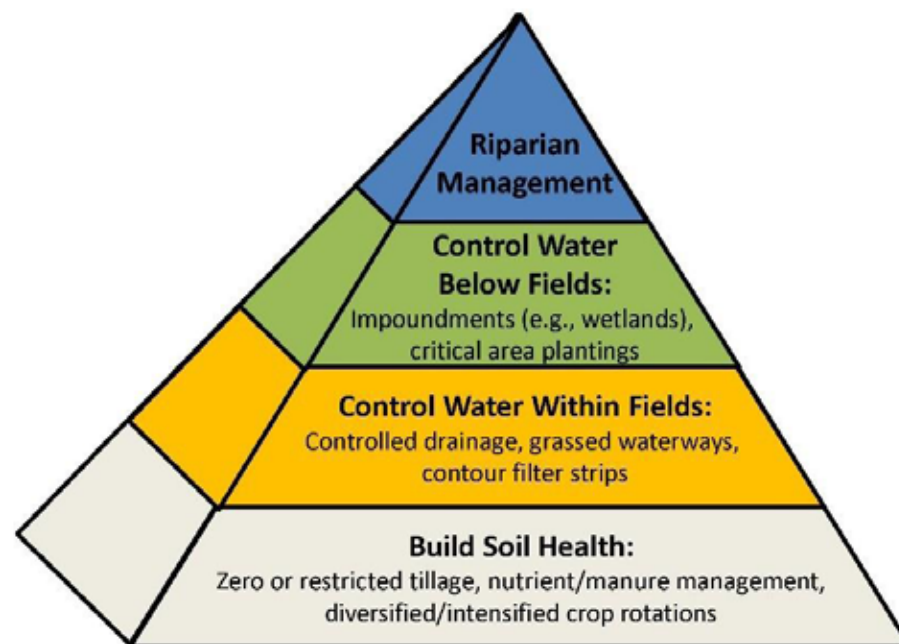 Riparian
Management
Control Water
Below Fields:
Impoundments (e.g., wetlands),
critical area plantings
Control Water Within Fields:
Controlled drainage, grassed waterways,
contour filter strips
Build Soil Health:
Zero or restricted tillage, nutrient/manure management,
diversified/intensified crop rotations